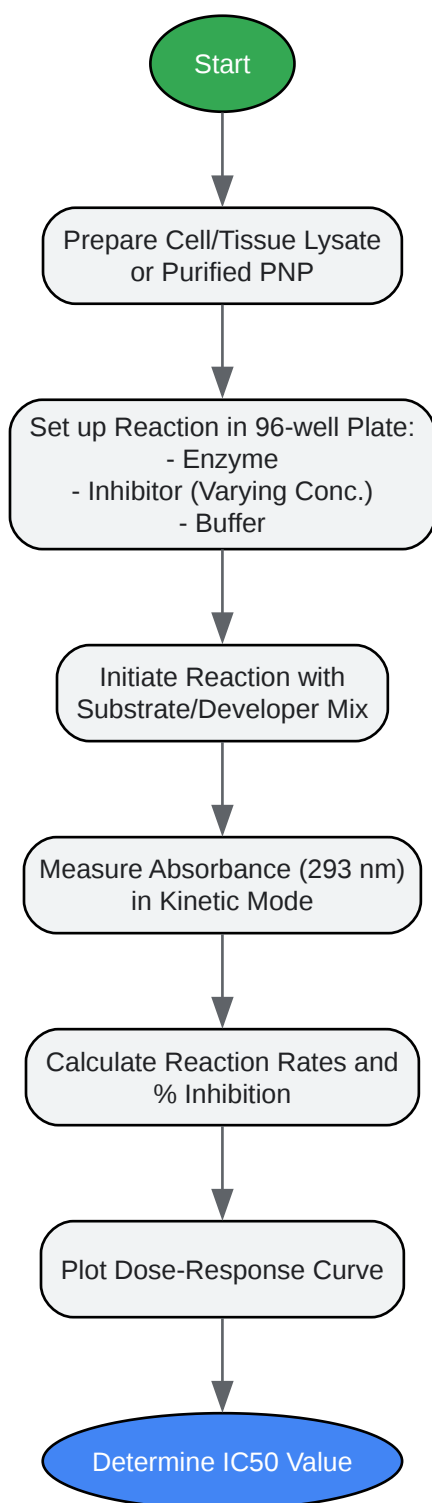 Start
Prepare Cell/Tissue Lysate
or Purified PNP
Set up Reaction in 96-well Plate:
- Enzyme
- Inhibitor (Varying Conc.)
- Buffer
Initiate Reaction with
Substrate/Developer Mix
Measure Absorbance (293 nm)
in Kinetic Mode
Calculate Reaction Rates and
% Inhibition
Plot Dose-Response Curve
Determine IC50 Value